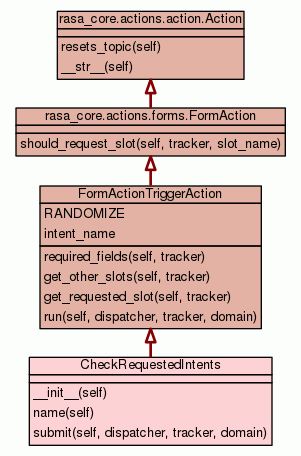 rasa_core.actions.action.Action
resets_topic(self)
__str__(self)
rasa_core.actions.forms.FormAction
should_request_slot(self, tracker, slot_name)
FormActionTriggerAction
RANDOMIZE
intent_name
required_fields(self, tracker)
get_other_slots(self, tracker)
get_requested_slot(self, tracker)
run(self, dispatcher, tracker, domain)
CheckRequestedIntents
__init__(self)
name(self)
submit(self, dispatcher, tracker, domain)